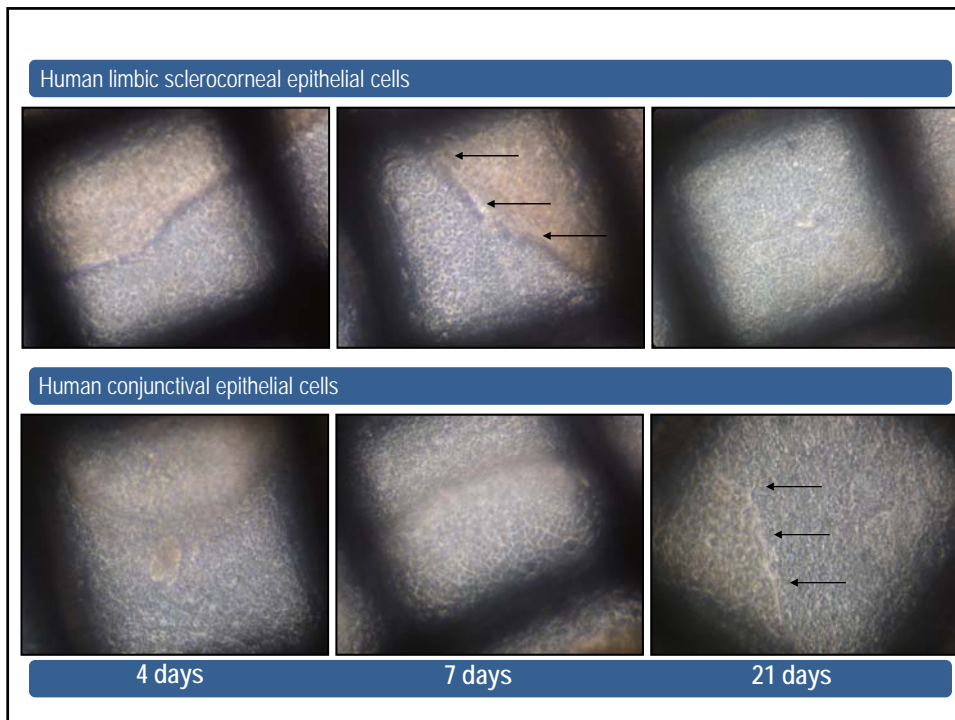 Human limbic sclerocorneal epithelial cells
Human conjunctival epithelial cells
4 days
7 days
21 days